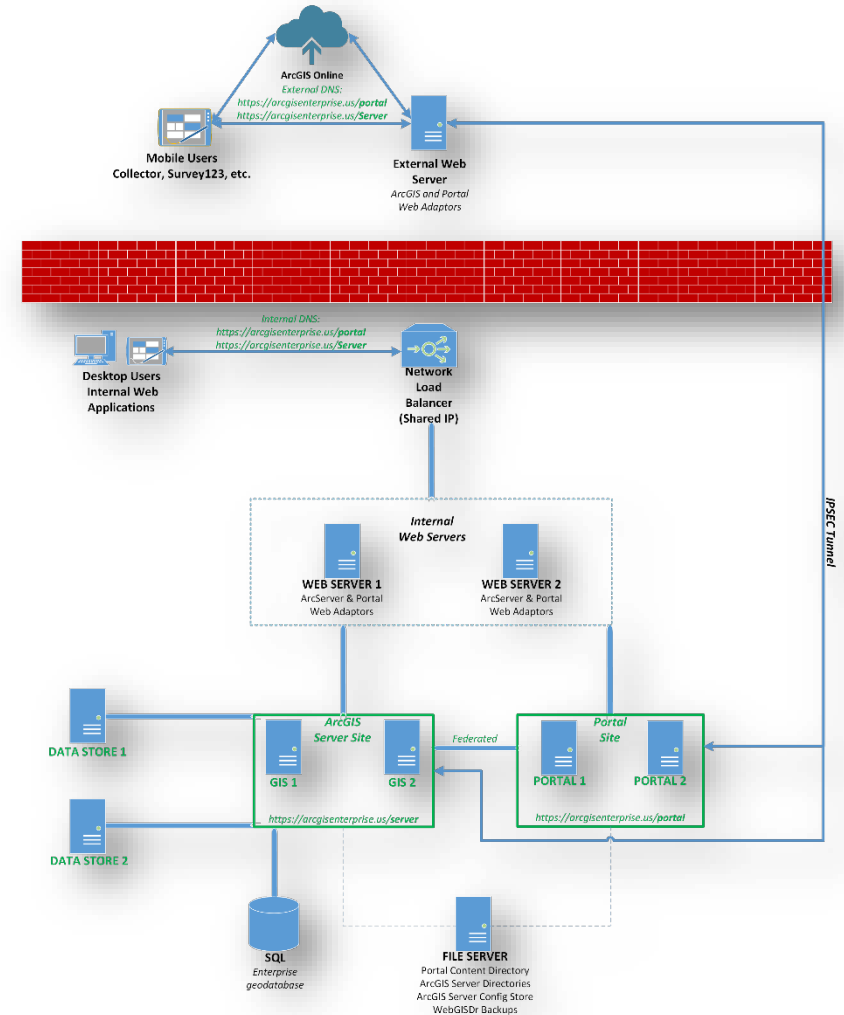 ArcGIS Online
External DNS:
https://arcgisenterprise.us/portal
https://arcgisenterprise.us/Server
Mobile Users
Collector, Survey123, etc.
External Web
Server
ArcGIS and Portal
Web Adaptors
Internal DNS:
https://arcgisenterprise.us/portal
https://arcgisenterprise.us/Server
Desktop Users
Internal Web
Applications
Network
Load
Balancer
(Shared IP)
IPSEC Tunnel
Internal
Web Servers
WEB SERVER 1
ArcServer & Portal
Web Adaptors
WEB SERVER 2
ArcServer & Portal
Web Adaptors
DATA STORE 1
ArcGIS
Server Site
GIS 1
GIS 2
https://arcgisenterprise.us/server
Federated
Portal
Site
PORTAL 1
PORTAL 2
https://arcgisenterprise.us/portal
DATA STORE 2
SQL
Enterprise
geodatabase
FILE SERVER
Portal Content Directory
ArcGIS Server Directories
ArcGIS Server Config Store
WebGISDr Backups